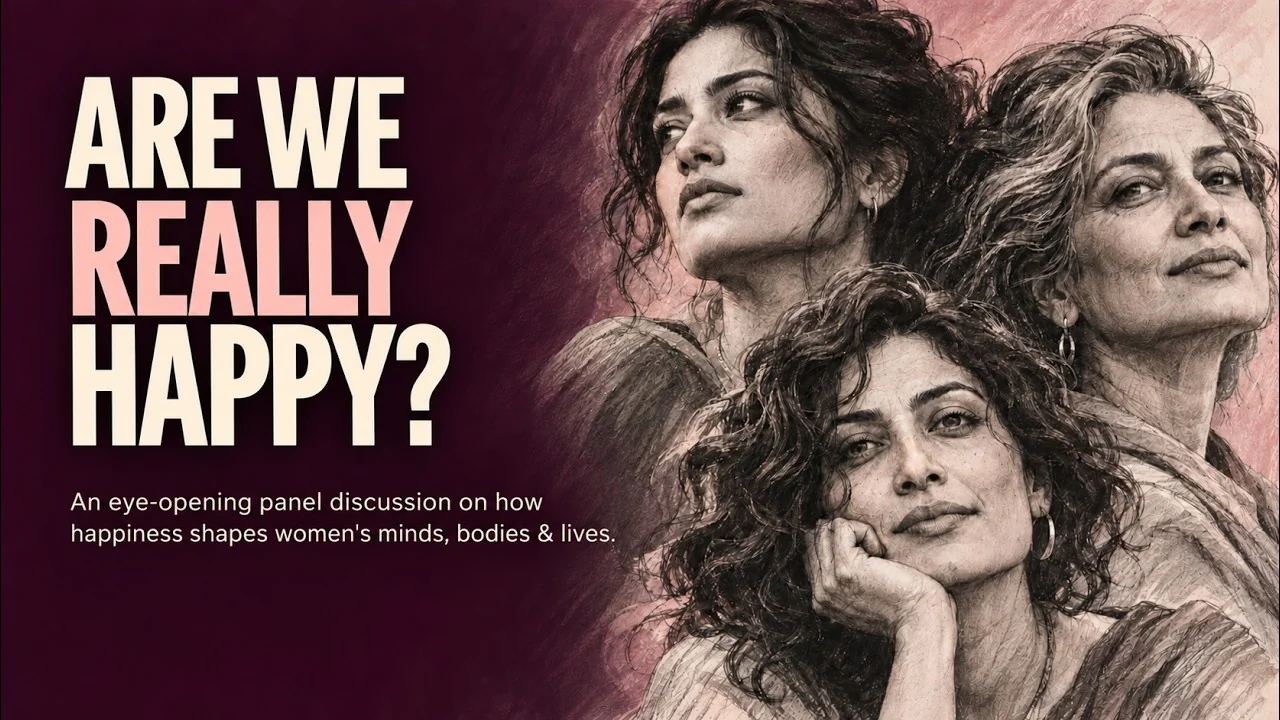 ARE WE
REALLY
HAPPY?
An eye-opening panel discussion on how
happiness shapes women's minds, bodies & lives.